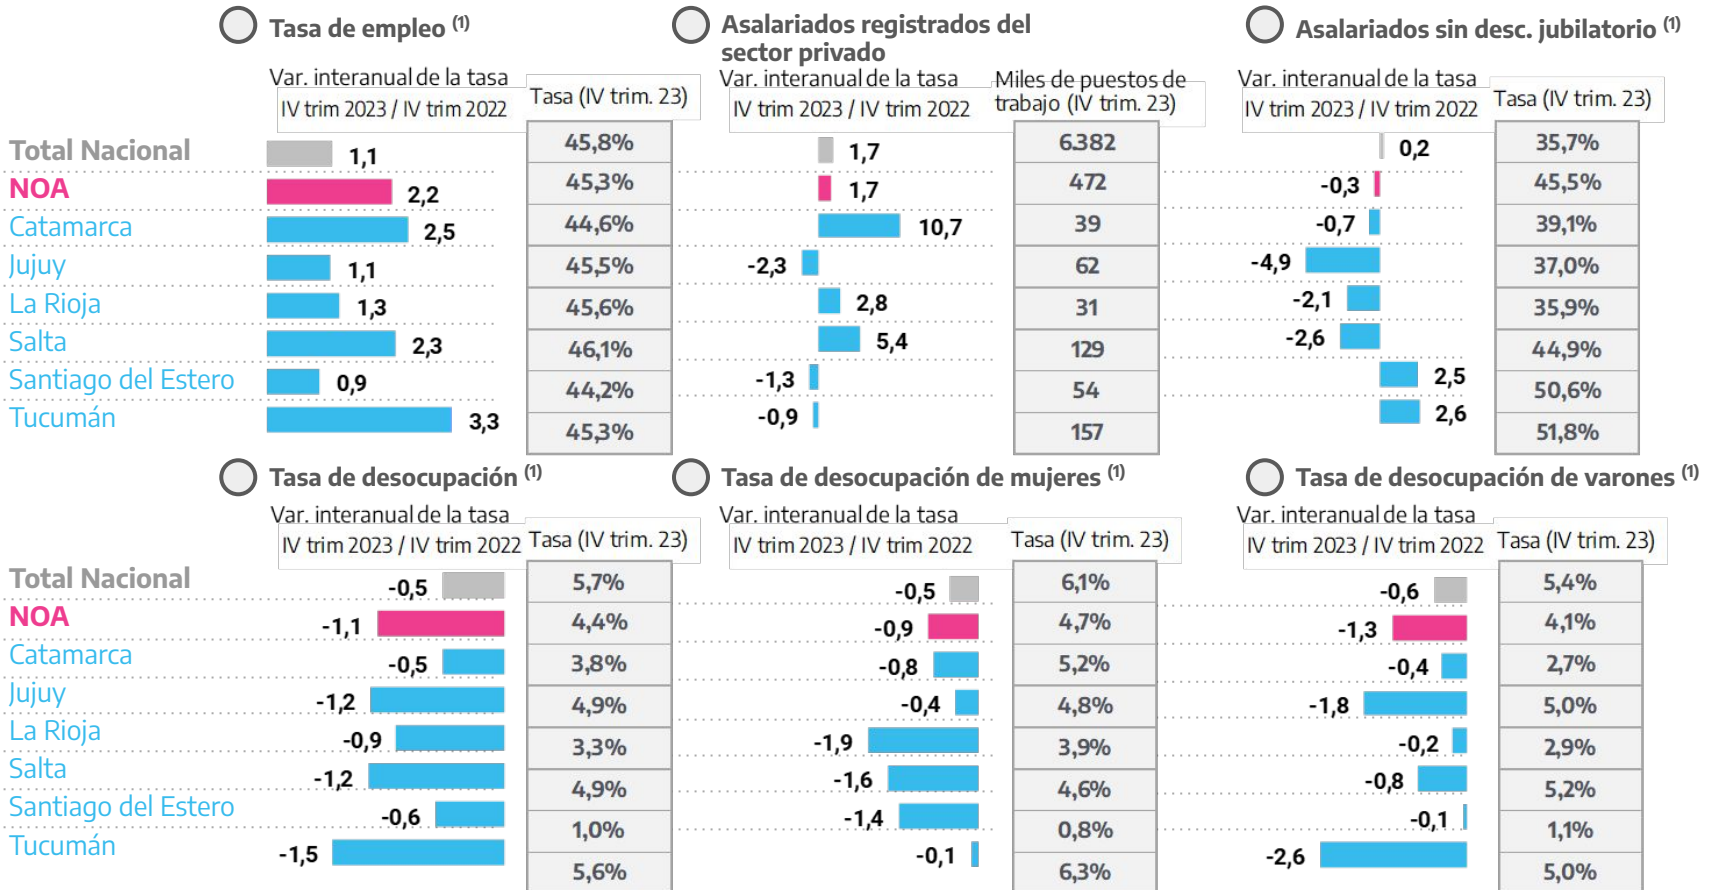 Tasa de empleo (1)
Asalariados registrados del
sector privado
Asalariados sin desc. jubilatorio (1)
Var. interanual de la tasa
IV trim 2023 / IV trim 2022
Tasa (IV trim. 23)
Var. interanual de la tasa
IV trim 2023 / IV trim 2022
Miles de puestos de
trabajo (IV trim. 23)
Var. interanual de la tasa
IV trim 2023 / IV trim 2022
Tasa (IV trim. 23)
Total Nacional 1,1 45,8% 1,7 6.382 0,2 35,7%
NOA 2,2 45,3% 1,7 472 -0,3 45,5%
Catamarca 2,5 44,6% 10,7 39 -0,7 39,1%
Jujuy 1,1 45,5% -2,3 62 -4,9 37,0%
La Rioja 1,3 45,6% 2,8 31 -2,1 35,9%
Salta 2,3 46,1% 5,4 129 -2,6 44,9%
Santiago del Estero 0,9 44,2% -1,3 54 2,5 50,6%
Tucumán 3,3 45,3% -0,9 157 2,6 51,8%
Tasa de desocupación (1)
Tasa de desocupación de mujeres (1)
Tasa de desocupación de varones (1)
Var. interanual de la tasa
IV trim 2023 / IV trim 2022
Tasa (IV trim. 23)
Var. interanual de la tasa
IV trim 2023 / IV trim 2022
Tasa (IV trim. 23)
Var. interanual de la tasa
IV trim 2023 / IV trim 2022
Tasa (IV trim. 23)
Total Nacional -0,5 5,7% -0,5 6,1% -0,6 5,4%
NOA -1,1 4,4% -0,9 4,7% -1,3 4,1%
Catamarca -0,5 3,8% -0,8 5,2% -0,4 2,7%
Jujuy -1,2 4,9% -0,4 4,8% -1,8 5,0%
La Rioja -0,9 3,3% -1,9 3,9% -0,2 2,9%
Salta -1,2 4,9% -1,6 4,6% -0,8 5,2%
Santiago del Estero -0,6 1,0% -1,4 0,8% -0,1 1,1%
Tucumán -1,5 5,6% -0,1 6,3% -2,6 5,0%